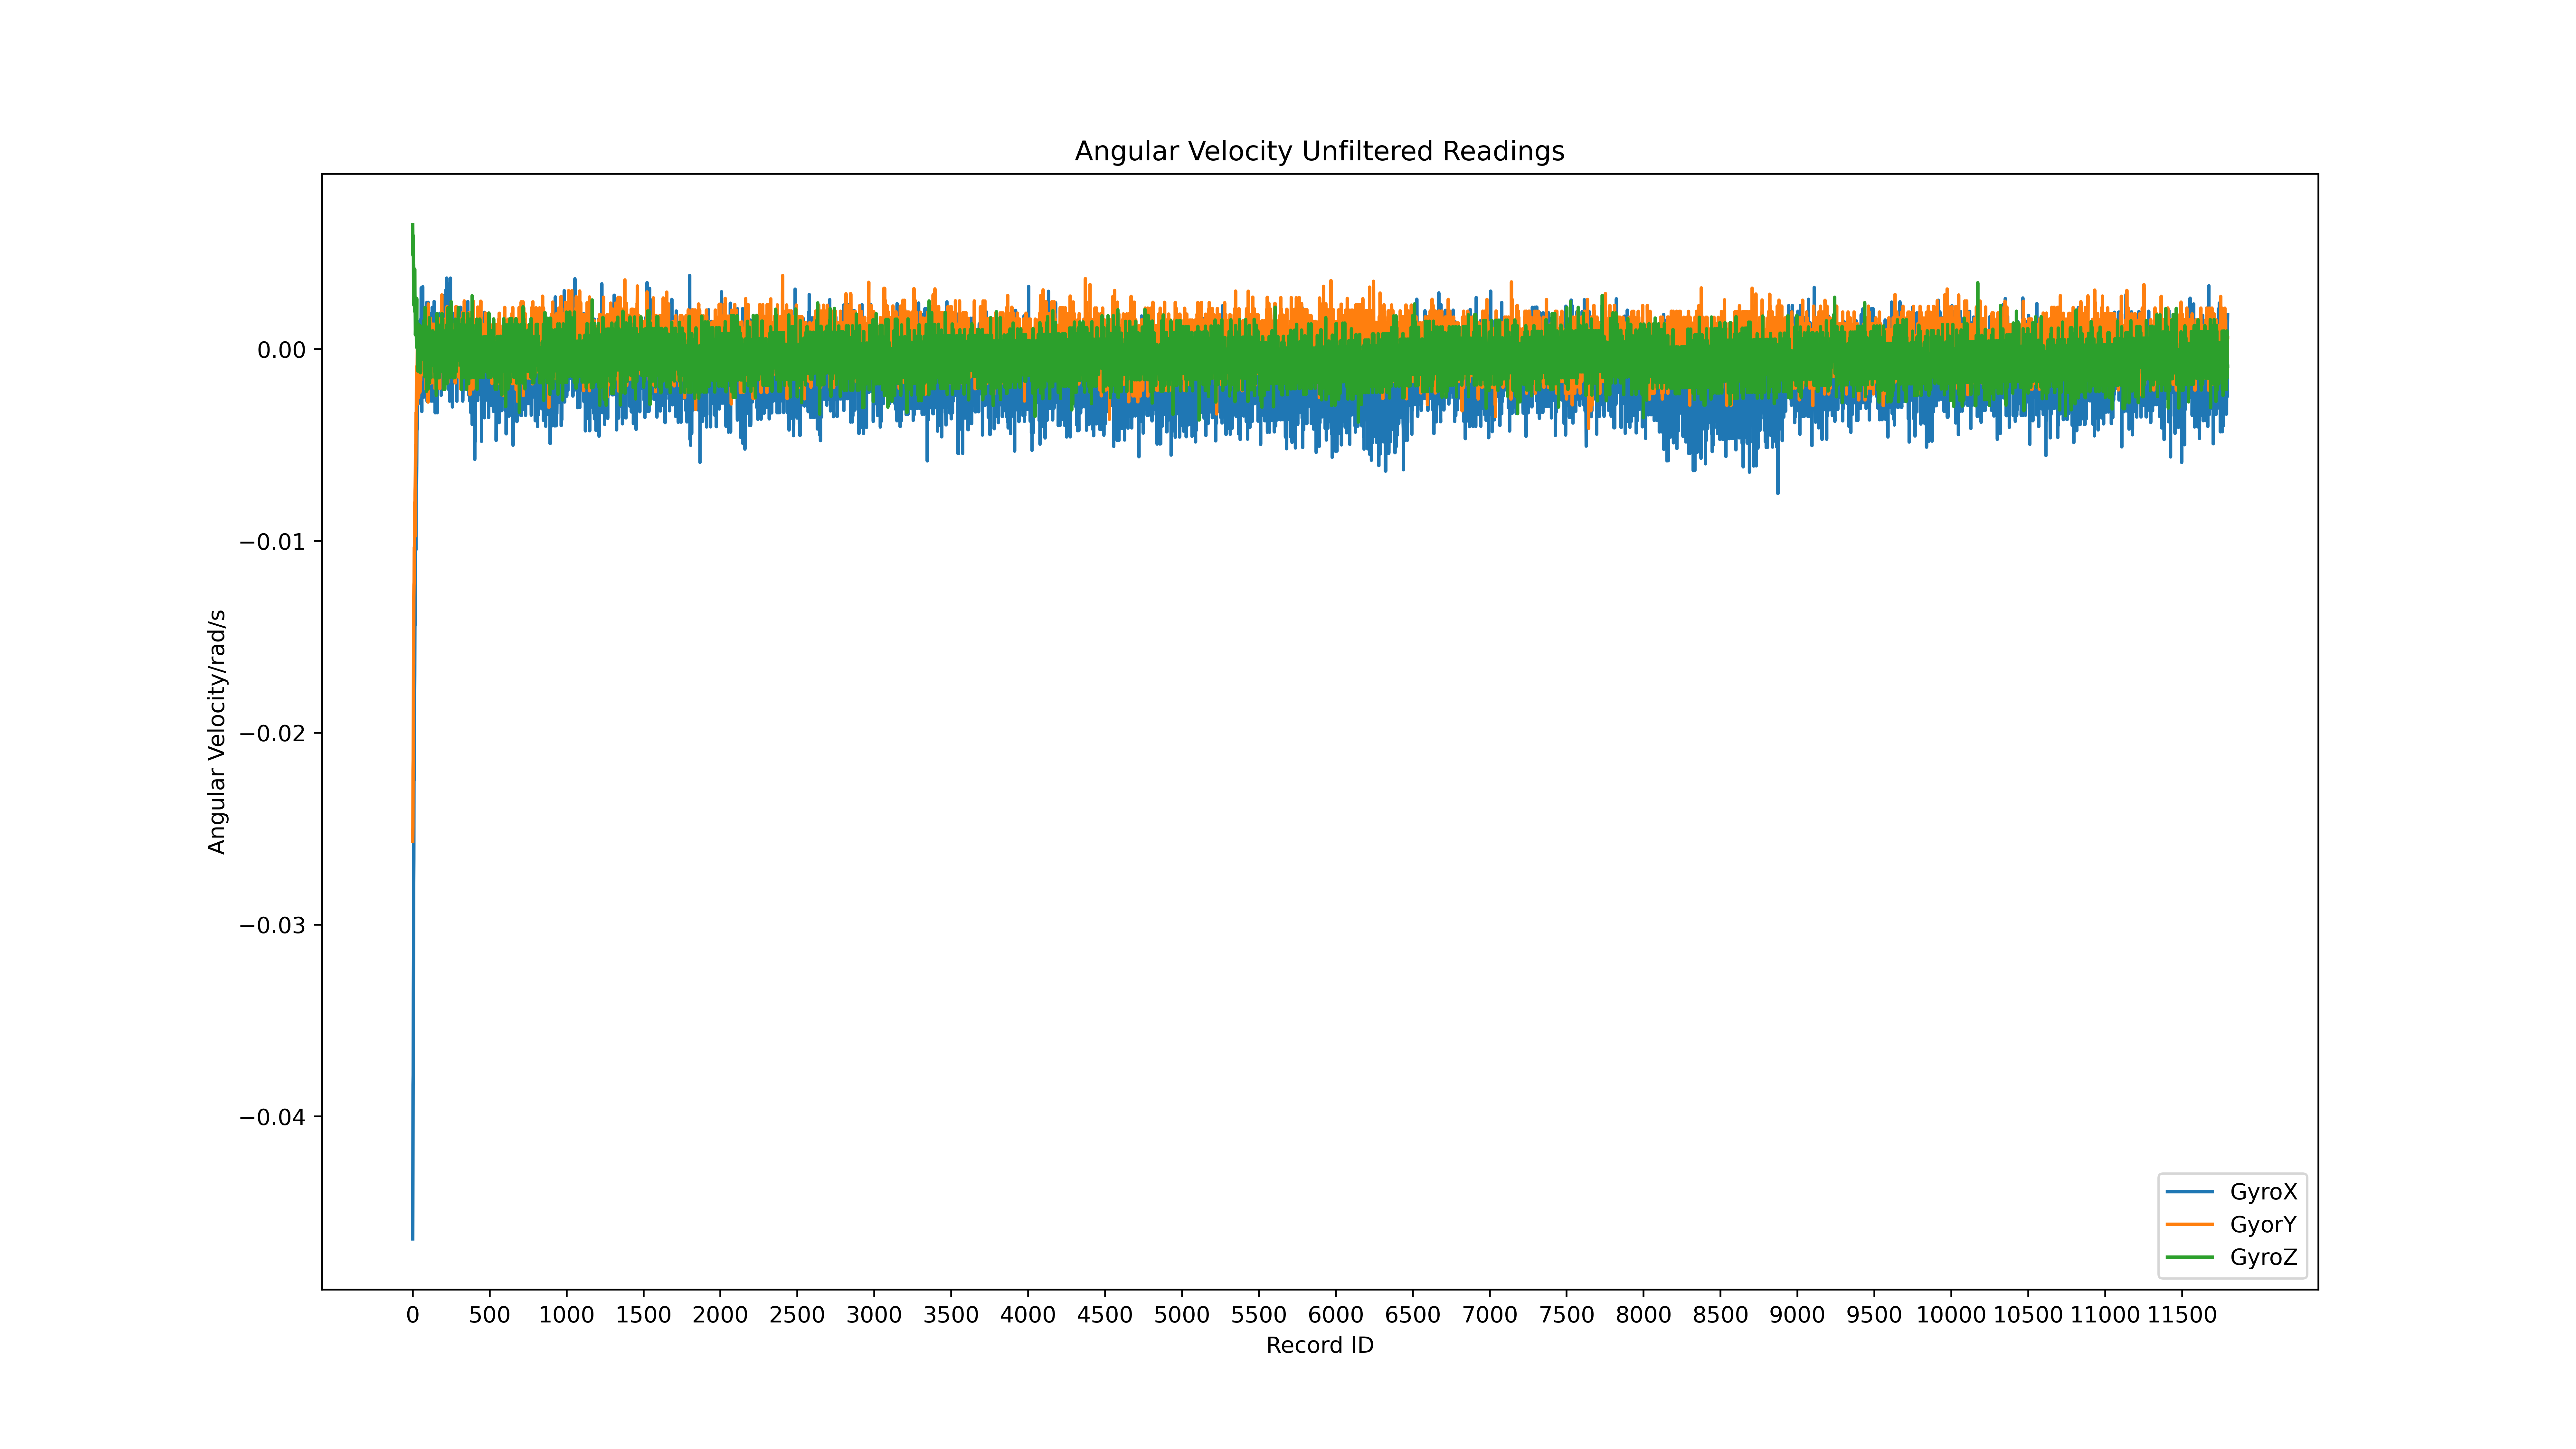 Angular Velocity Unfiltered Readings
0.00
−0.01
−0.02
−0.03
−0.04
Angular Velocity/rad/s
0 500 1000 1500 2000 2500 3000 3500 4000 4500 5000 5500 6000 6500 7000 7500 8000 8500 9000 9500 10000 10500 11000 11500
Record ID
GyroX
GyorY
GyroZ